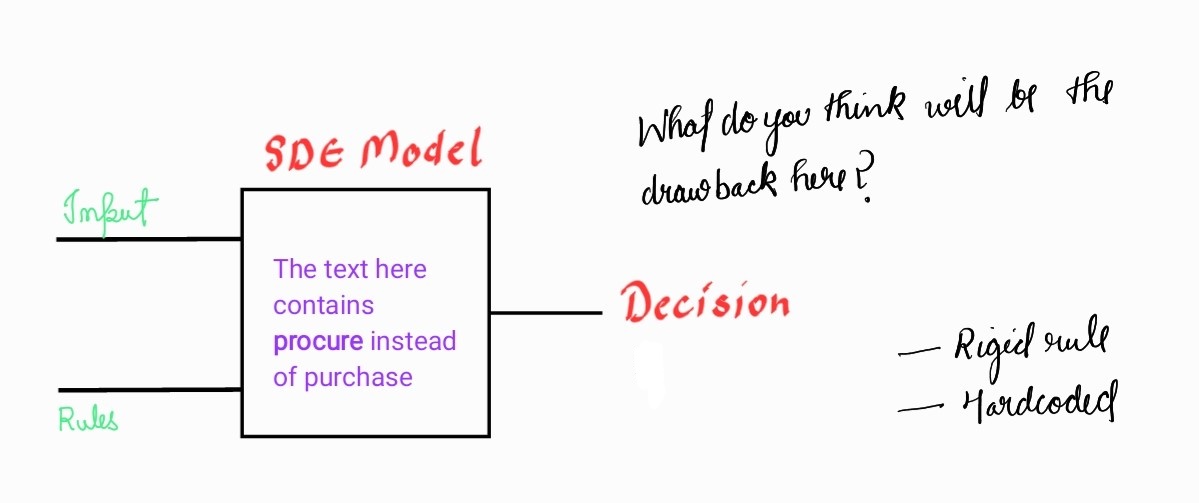 SDE Model
Input
The text here
contains
procure instead
of purchase
Rules
Decision
What do you think will be the
drawback here?
— Rigid rule
— Hardcoded